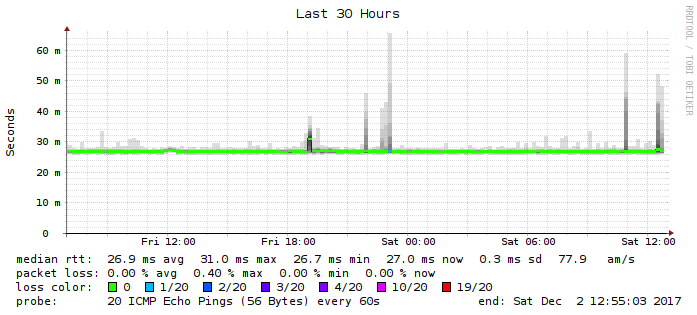 Last 30 Hours
RRDTOOL / TOBI OETIKER
Seconds
60 m
50 m
40 m
30 m
20 m
10 m
0
Fri 12:00 Fri 18:00 Sat 00:00 Sat 06:00 Sat 12:00
median rtt: 26.9 ms avg 31.0 ms max 26.7 ms min 27.0 ms now 0.3 ms sd 77.9 am/s
packet loss: 0.00 % avg 0.40 % max 0.00 % min 0.00 % now
loss color: 0 1/20 2/20 3/20 4/20 10/20 19/20
probe: 20 ICMP Echo Pings (56 Bytes) every 60s end: Sat Dec 2 12:55:03 2017